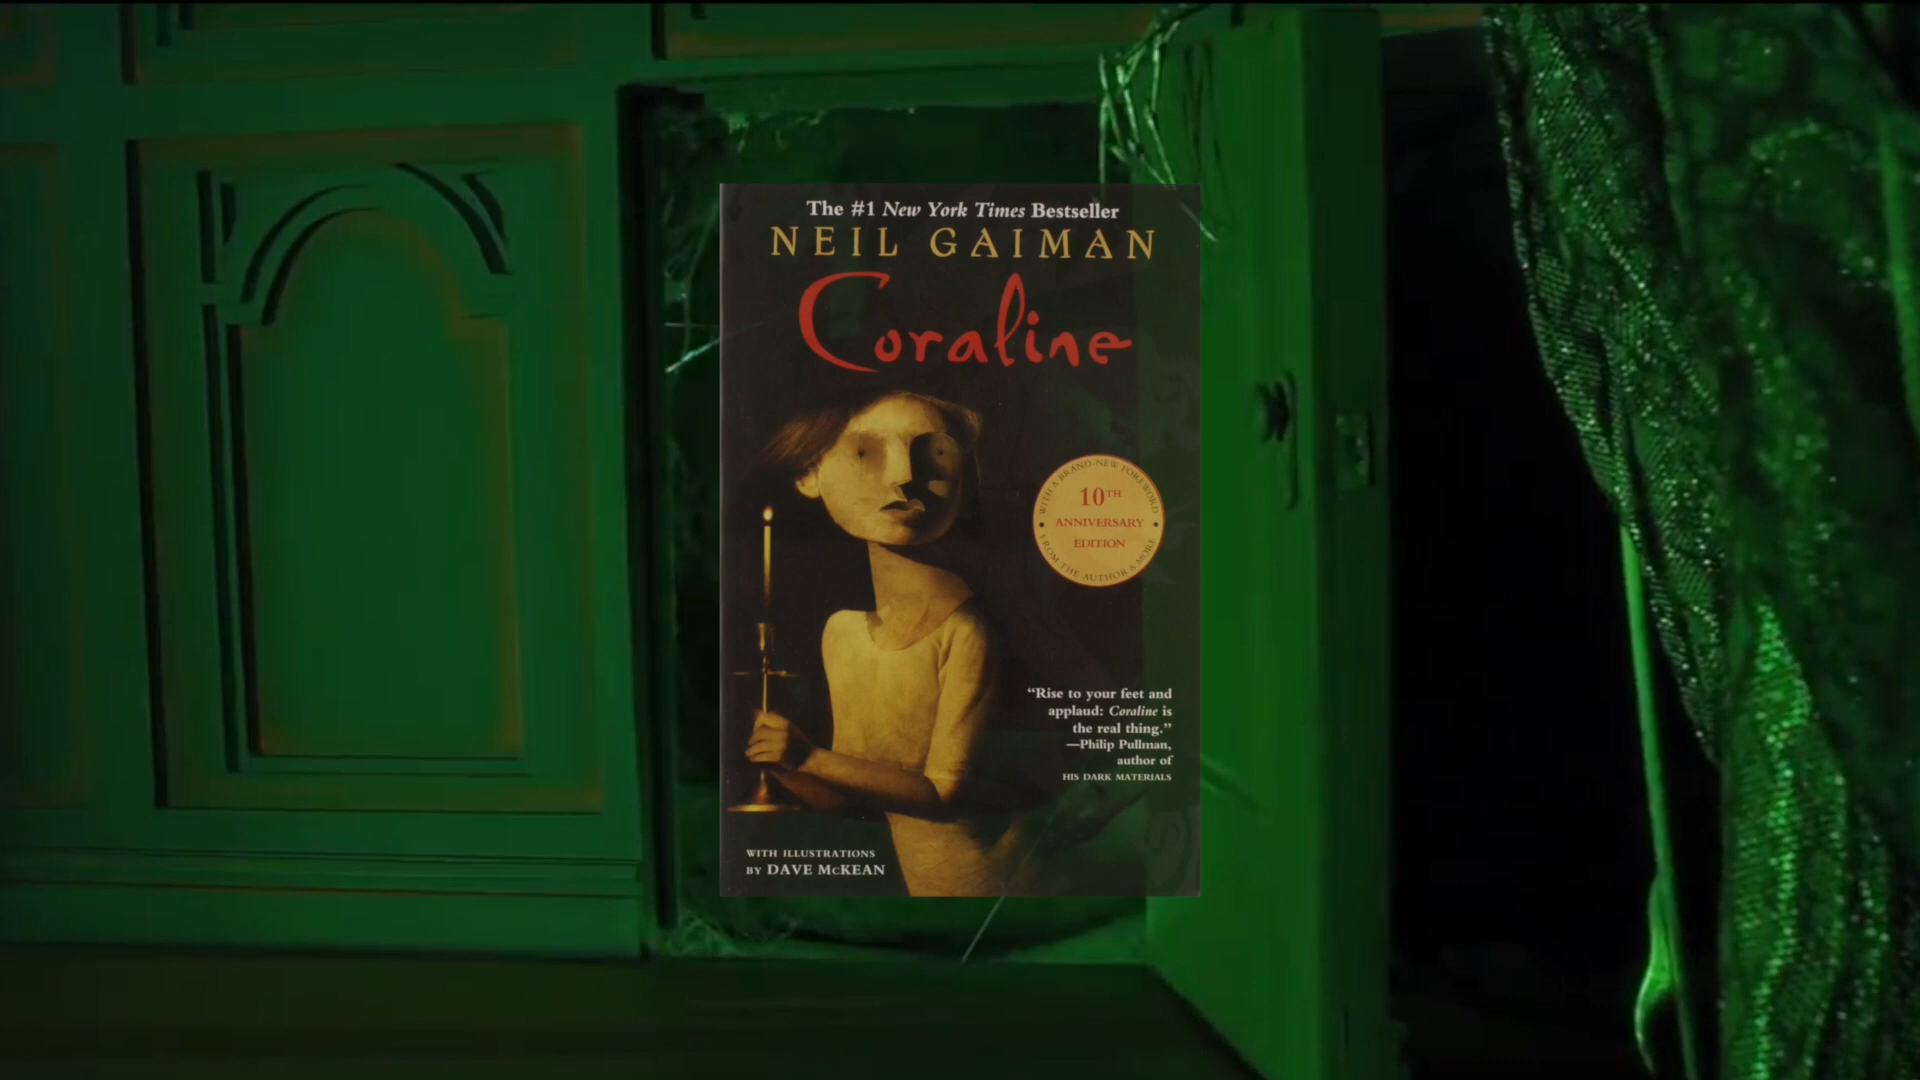 The #1 New York Times Bestseller
NEIL GAIMAN
Coraline
WITH A BRAND-NEW FOREWORD
10TH
ANNIVERSARY
EDITION
FROM THE AUTHOR & MORE
“Rise to your feet and
applaud: Coraline is
the real thing.”
—Philip Pullman,
author of
HIS DARK MATERIALS
WITH ILLUSTRATIONS
BY DAVE McKEAN